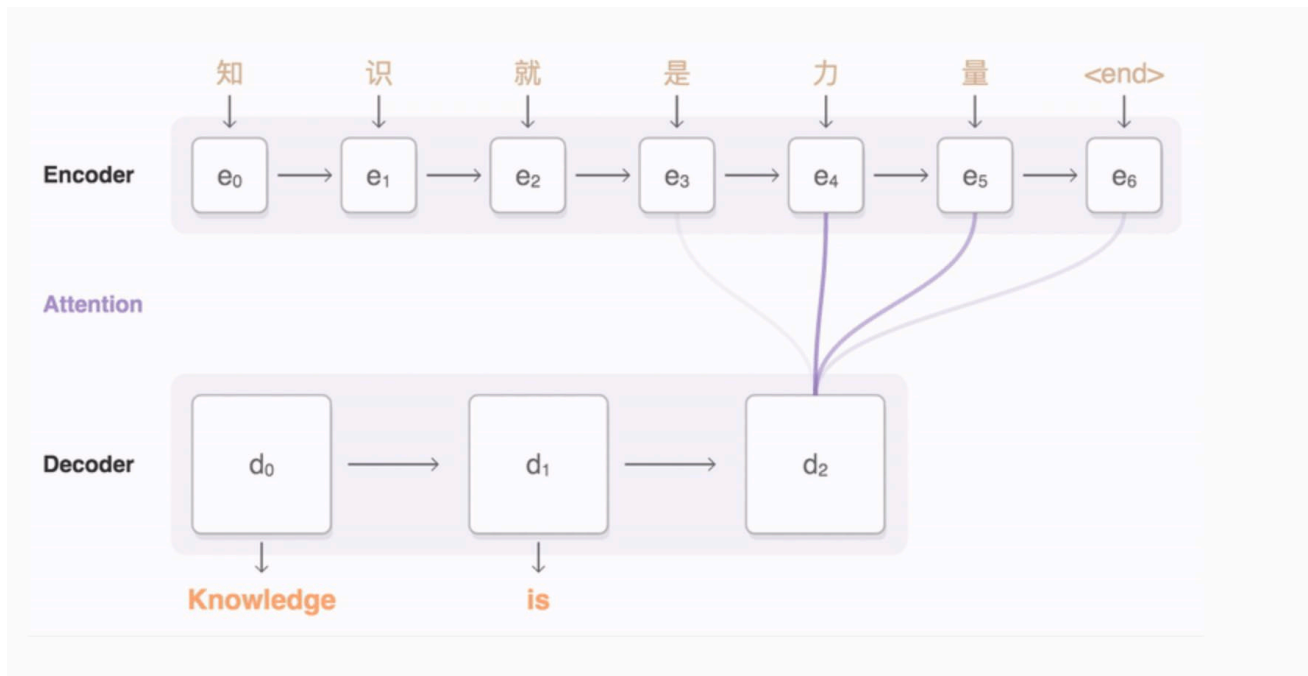 知 识 就 是 力 量 <end>
Encoder e₀ e₁ e₂ e₃ e₄ e₅ e₆
Attention
Decoder d₀ d₁ d₂
Knowledge is